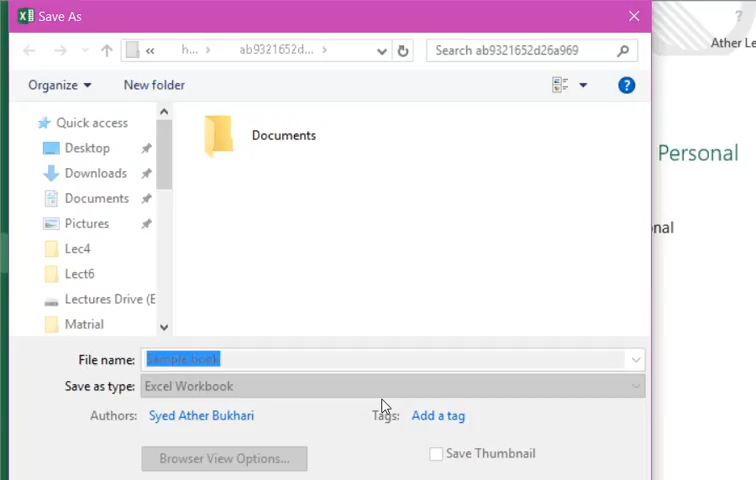 Save As
Ather Le
« h... ab9321652d...
Search ab9321652d26a969
Organize
New folder
Quick access
Desktop
Downloads
Documents
Pictures
Lec4
Lect6
Lectures Drive (E
Matrial
Documents
Personal
nal
File name: Sample book
Save as type: Excel Workbook
Authors: Syed Ather Bukhari
Tags: Add a tag
Browser View Options...
Save Thumbnail